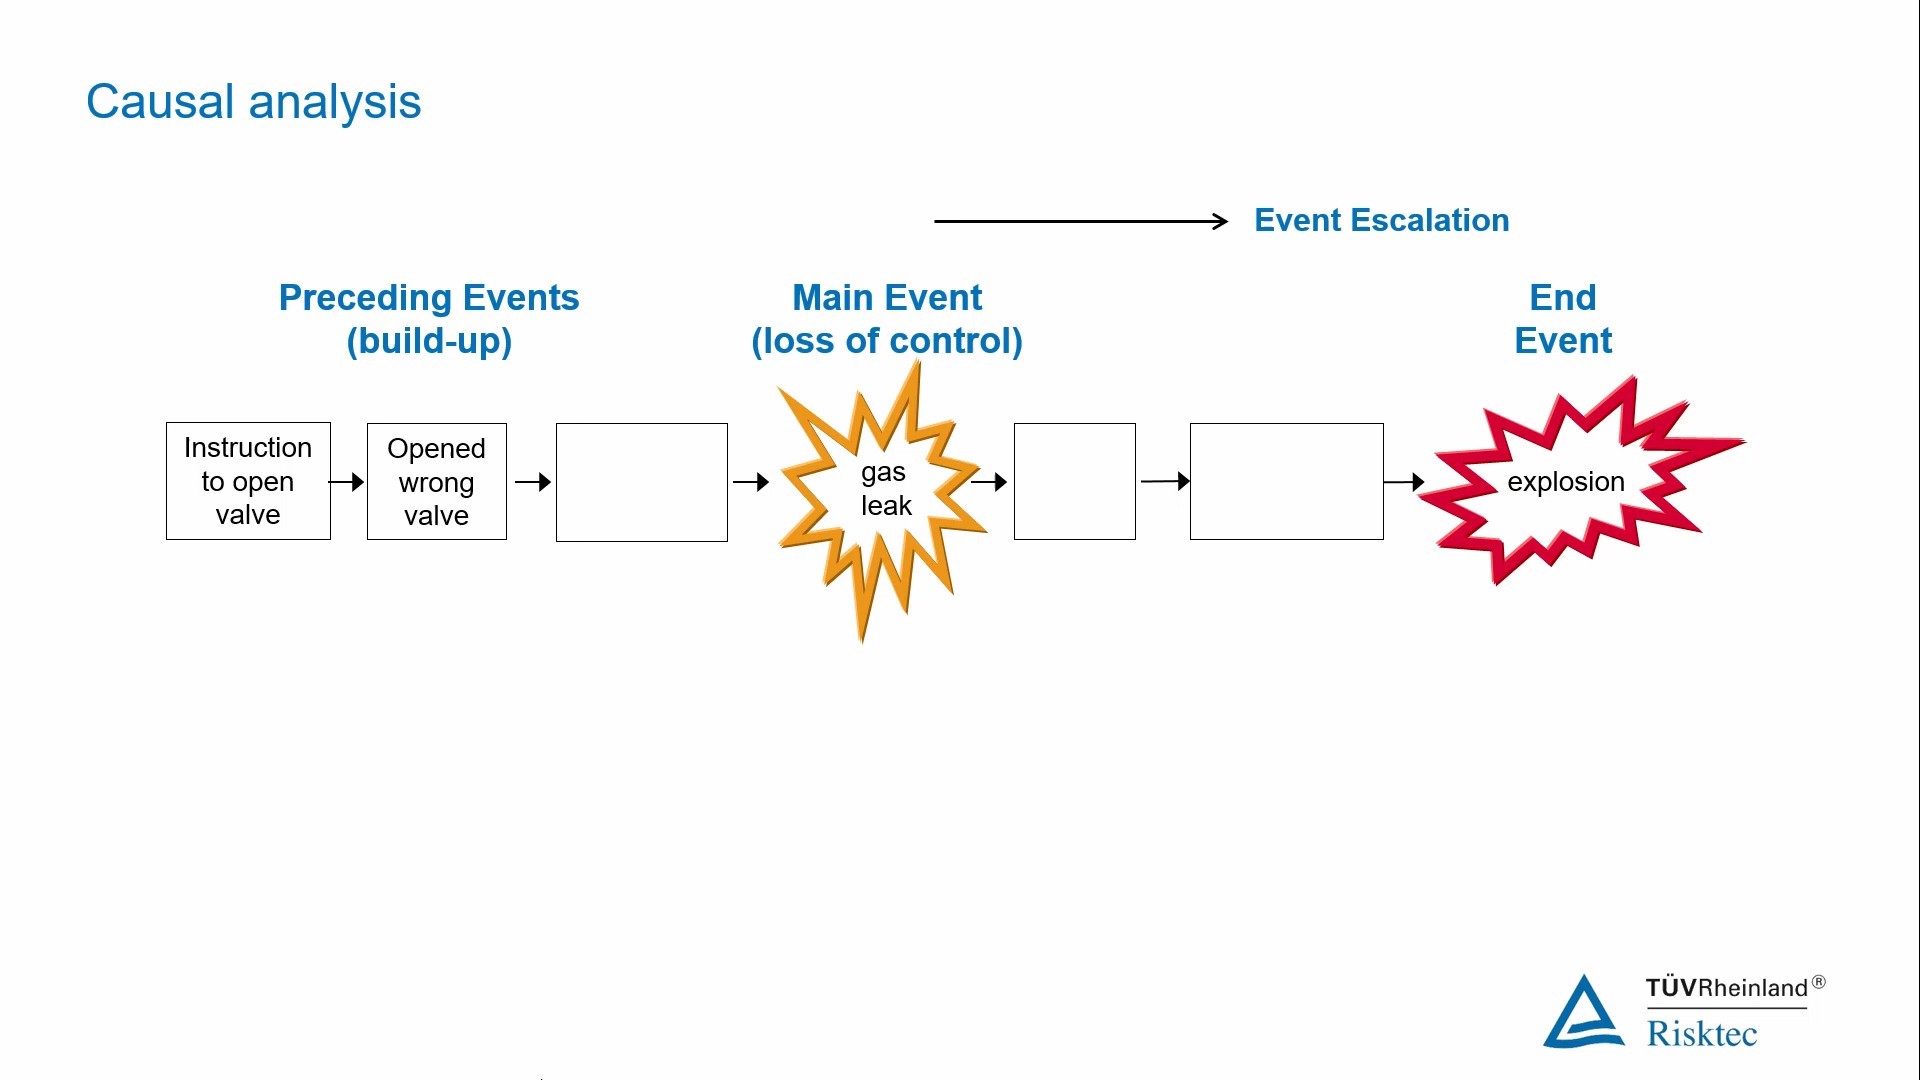 Causal analysis
Event Escalation
Preceding Events
(build-up)
Main Event
(loss of control)
End
Event
Instruction
to open
valve
Opened
wrong
valve
gas
leak
explosion
TÜVRheinland®
Risktec